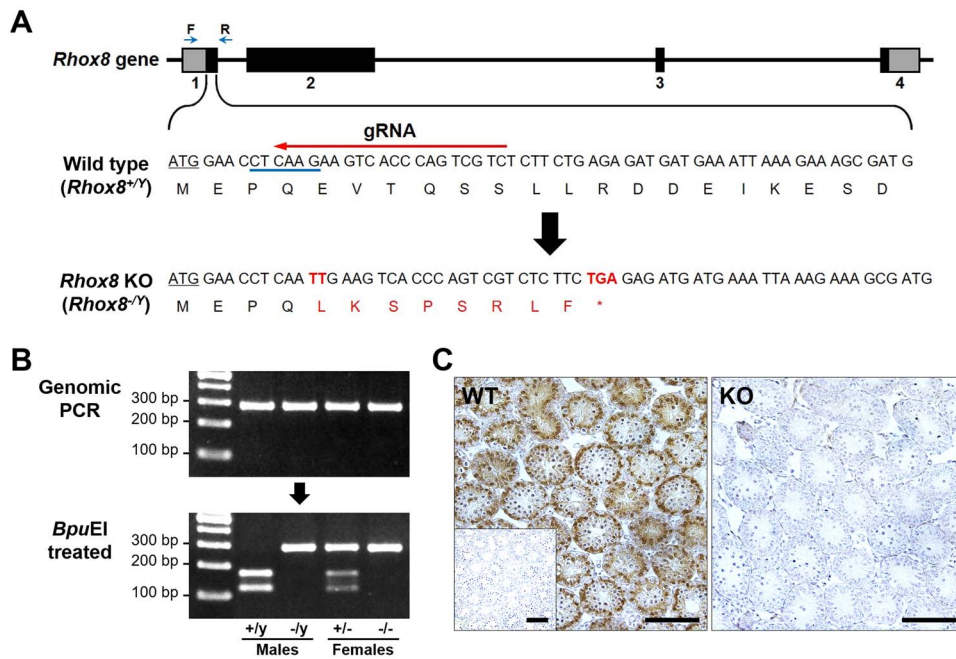 A
F R
Rhox8 gene
1 2 3 4
gRNA
Wild type
(Rhox8+/Y)
ATG GAA CCT CAA GAA GTC ACC CAG TCG TCT CTT CTG AGA GAT GAT GAA ATT AAA GAA AGC GAT G
M E P Q E V T Q S S L L R D D E I K E S D
Rhox8 KO
(Rhox8-/Y)
ATG GAA CCT CAA TTG AAG TCA CCC AGT CGT CTC TTC TGA GAG ATG ATG AAA TTA AAG AAA GCG ATG
M E P Q L K S P S R L F *
B
Genomic
PCR
300 bp
200 bp
100 bp
BpuEI
treated
300 bp
200 bp
100 bp
+/y -/y +/- -/-
Males Females
C
WT
KO